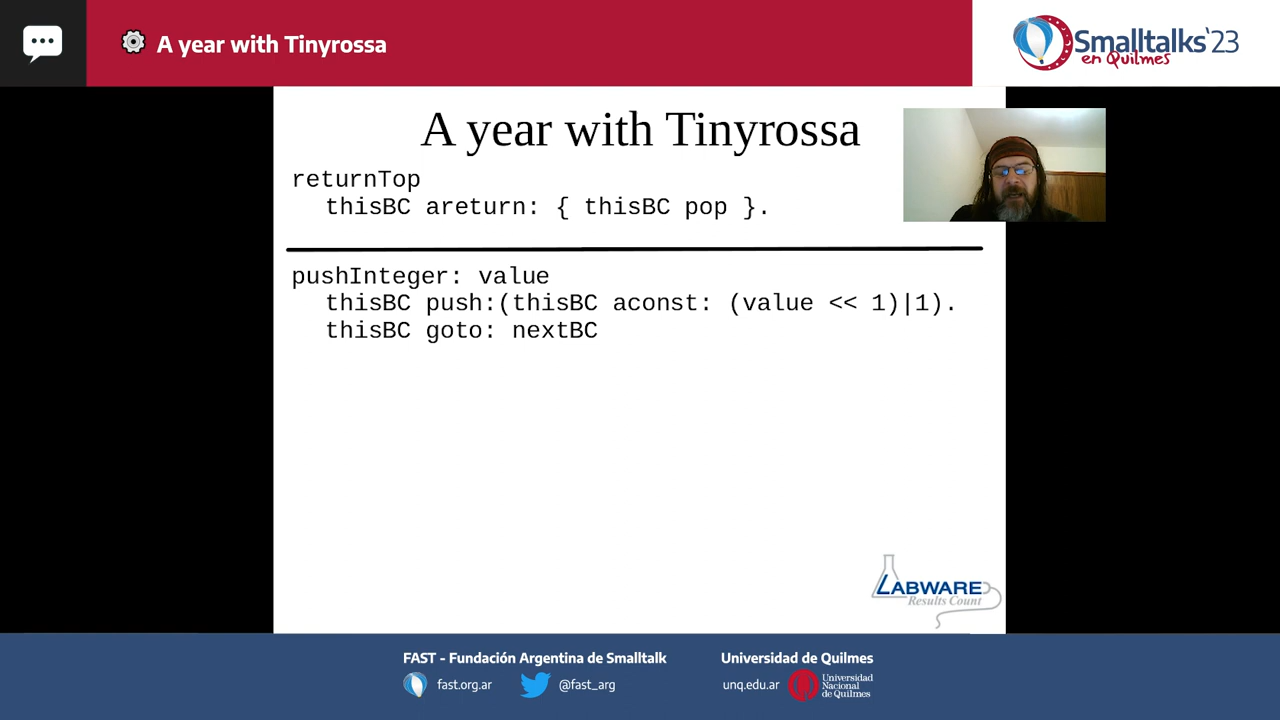 A year with Tinyrossa
Smalltalks'23
en Quilmes
A year with Tinyrossa
returnTop
thisBC areturn: { thisBC pop }.
pushInteger: value
thisBC push:(thisBC aconst: (value << 1)|1).
thisBC goto: nextBC
LABWARE
Results Count
FAST - Fundación Argentina de Smalltalk
fast.org.ar
@fast_arg
Universidad de Quilmes
unq.edu.ar
Universidad
Nacional
de Quilmes